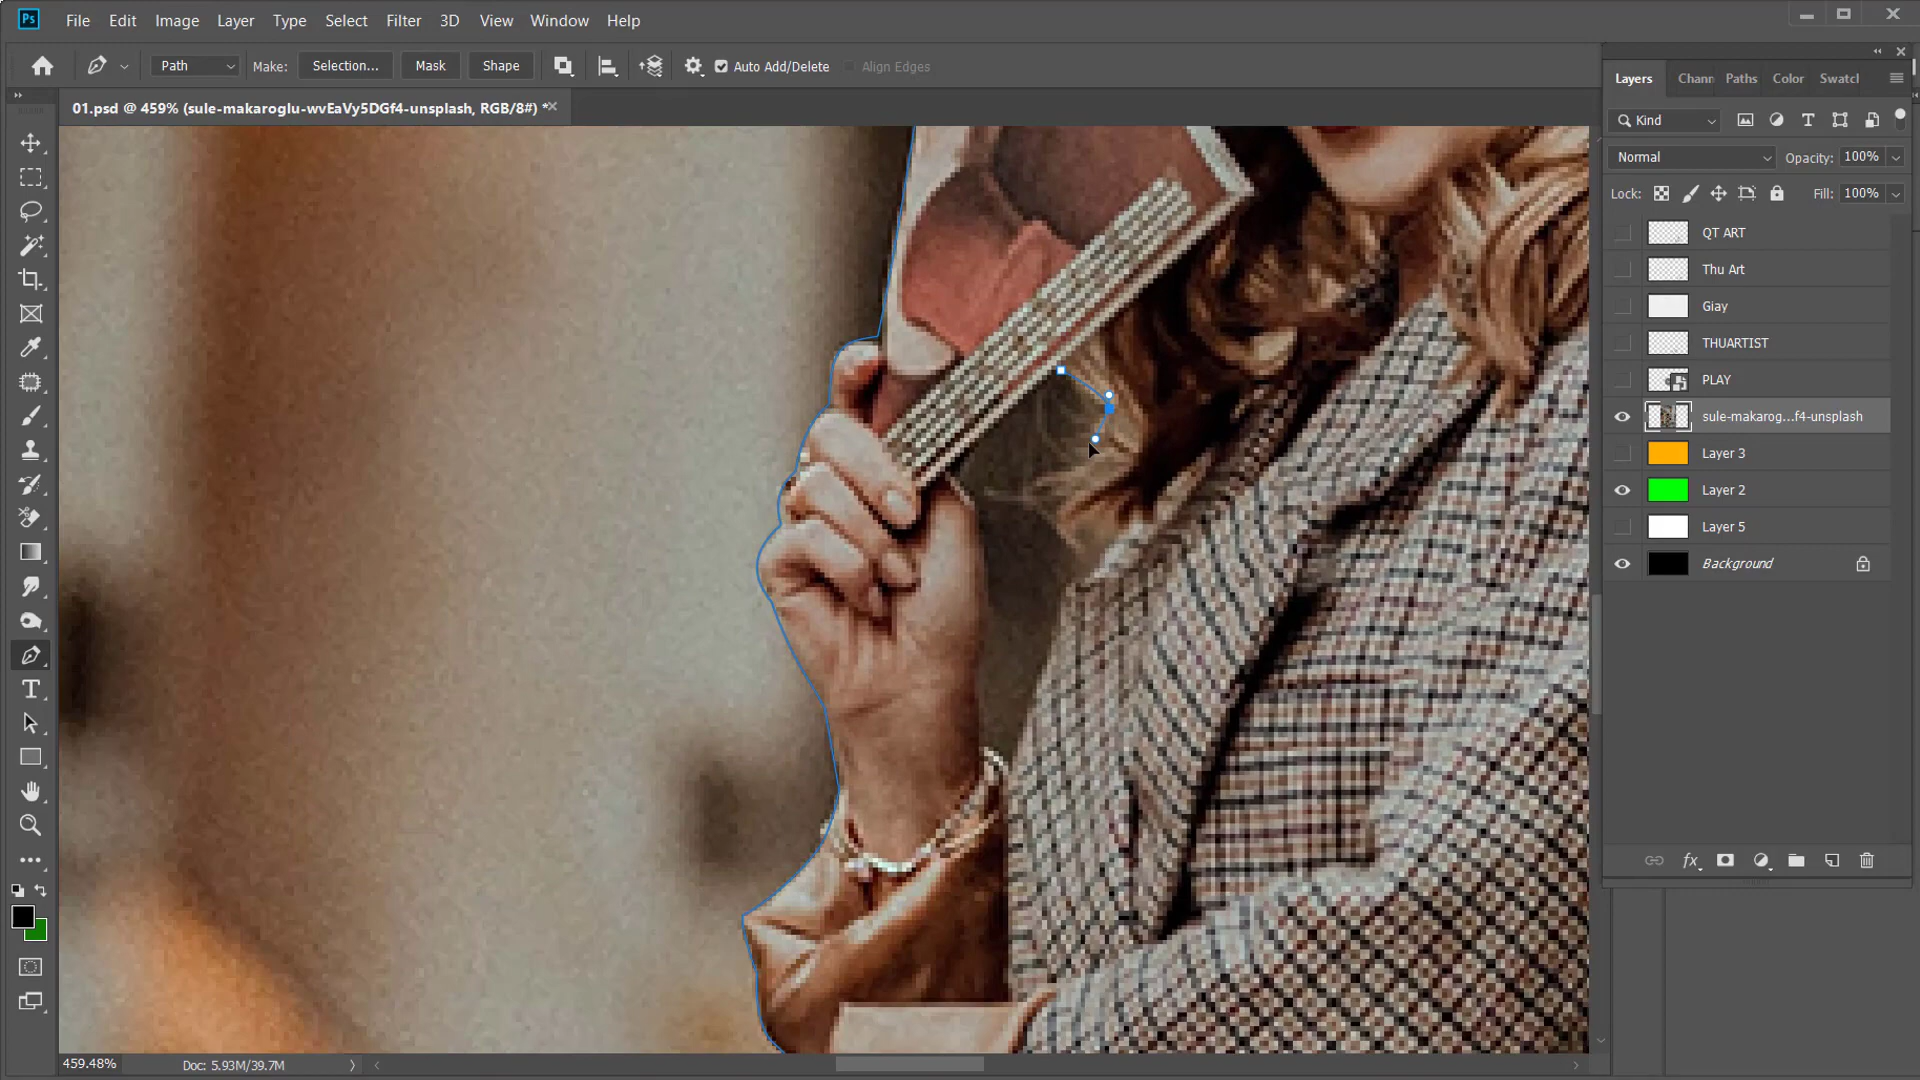 Ps File Edit Image Layer Type Select Filter 3D View Window Help
Path Make: Selection... Mask Shape Auto Add/Delete Align Edges
01.psd @ 459% (sule-makaroglu-wvEaVy5DGf4-unsplash, RGB/8#) *
Layers Chann Paths Color Swatcl
Kind
Normal Opacity: 100%
Lock: Fill: 100%
QT ART
Thu Art
Giay
THUARTIST
PLAY
sule-makarog...f4-unsplash
Layer 3
Layer 2
Layer 5
Background
fx
459.48% Doc: 5.93M/39.7M